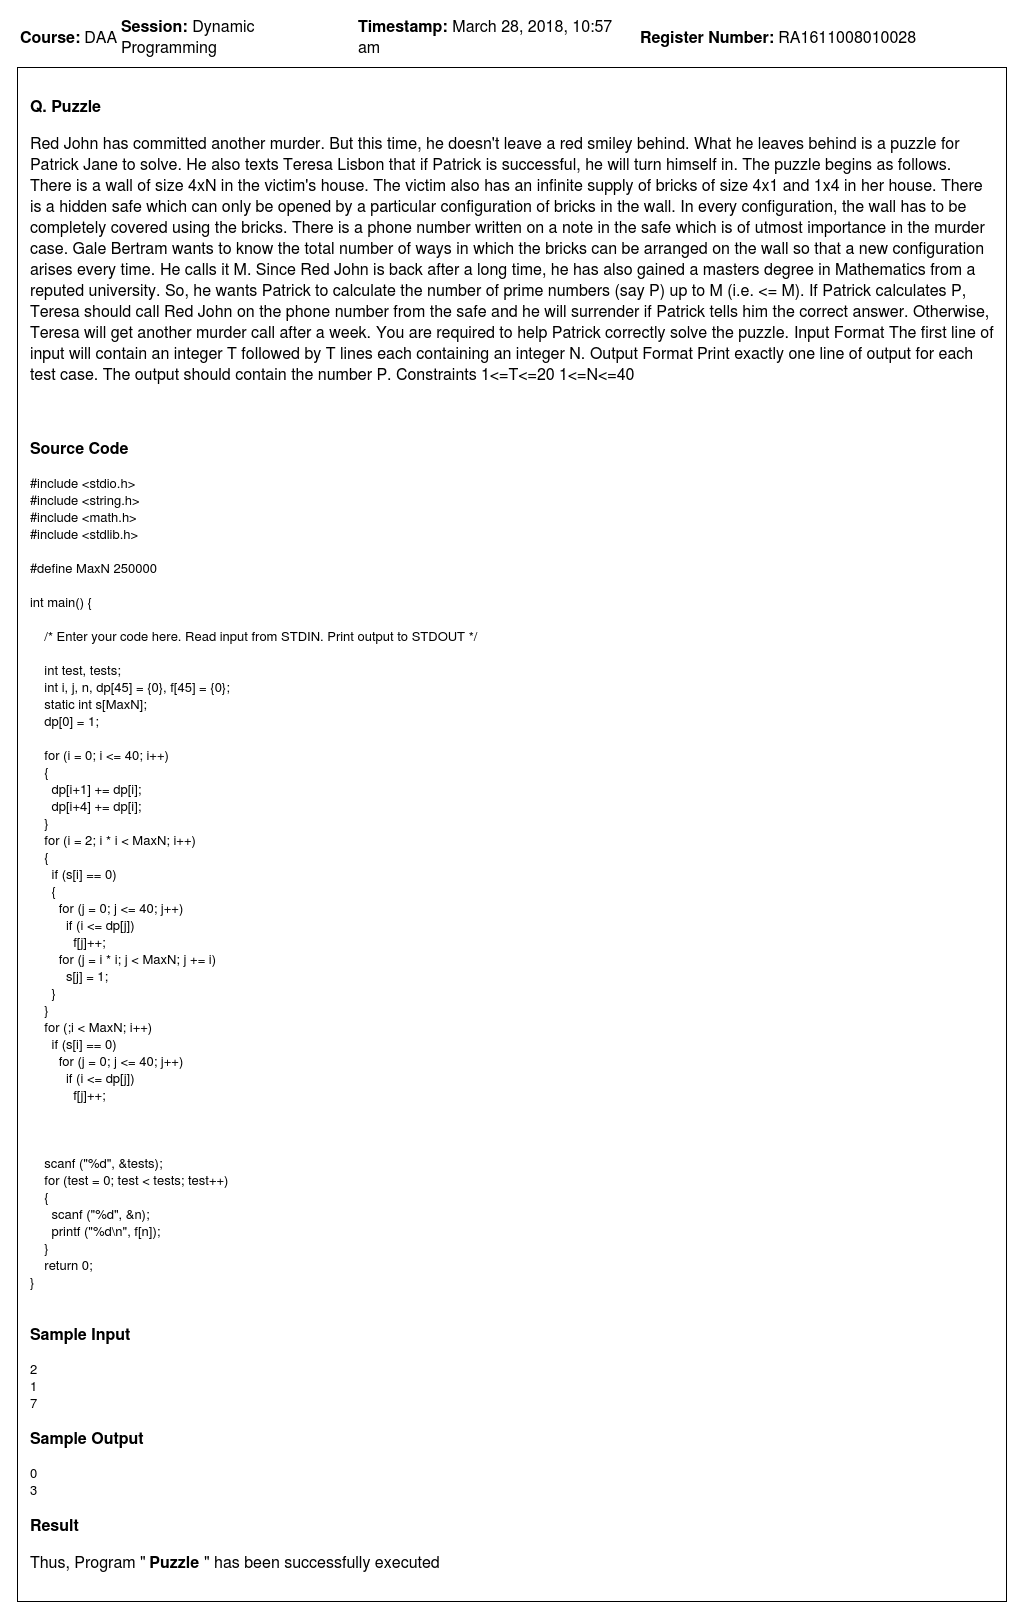 Course: DAA Session: Dynamic Programming Timestamp: March 28, 2018, 10:57 am Register Number: RA1611008010028
Q. Puzzle
Red John has committed another murder. But this time, he doesn't leave a red smiley behind. What he leaves behind is a puzzle for
Patrick Jane to solve. He also texts Teresa Lisbon that if Patrick is successful, he will turn himself in. The puzzle begins as follows.
There is a wall of size 4xN in the victim's house. The victim also has an infinite supply of bricks of size 4x1 and 1x4 in her house. There
is a hidden safe which can only be opened by a particular configuration of bricks in the wall. In every configuration, the wall has to be
completely covered using the bricks. There is a phone number written on a note in the safe which is of utmost importance in the murder
case. Gale Bertram wants to know the total number of ways in which the bricks can be arranged on the wall so that a new configuration
arises every time. He calls it M. Since Red John is back after a long time, he has also gained a masters degree in Mathematics from a
reputed university. So, he wants Patrick to calculate the number of prime numbers (say P) up to M (i.e. <= M). If Patrick calculates P,
Teresa should call Red John on the phone number from the safe and he will surrender if Patrick tells him the correct answer. Otherwise,
Teresa will get another murder call after a week. You are required to help Patrick correctly solve the puzzle. Input Format The first line of
input will contain an integer T followed by T lines each containing an integer N. Output Format Print exactly one line of output for each
test case. The output should contain the number P. Constraints 1<=T<=20 1<=N<=40
Source Code
#include <stdio.h>
#include <string.h>
#include <math.h>
#include <stdlib.h>
#define MaxN 250000
int main() {
/* Enter your code here. Read input from STDIN. Print output to STDOUT */
int test, tests;
int i, j, n, dp[45] = {0}, f[45] = {0};
static int s[MaxN];
dp[0] = 1;
for (i = 0; i <= 40; i++)
{
dp[i+1] += dp[i];
dp[i+4] += dp[i];
}
for (i = 2; i * i < MaxN; i++)
{
if (s[i] == 0)
{
for (j = 0; j <= 40; j++)
if (i <= dp[j])
f[j]++;
for (j = i * i; j < MaxN; j += i)
s[j] = 1;
}
}
for (;i < MaxN; i++)
if (s[i] == 0)
for (j = 0; j <= 40; j++)
if (i <= dp[j])
f[j]++;
scanf ("%d", &tests);
for (test = 0; test < tests; test++)
{
scanf ("%d", &n);
printf ("%d\n", f[n]);
}
return 0;
}
Sample Input
2
1
7
Sample Output
0
3
Result
Thus, Program " Puzzle " has been successfully executed